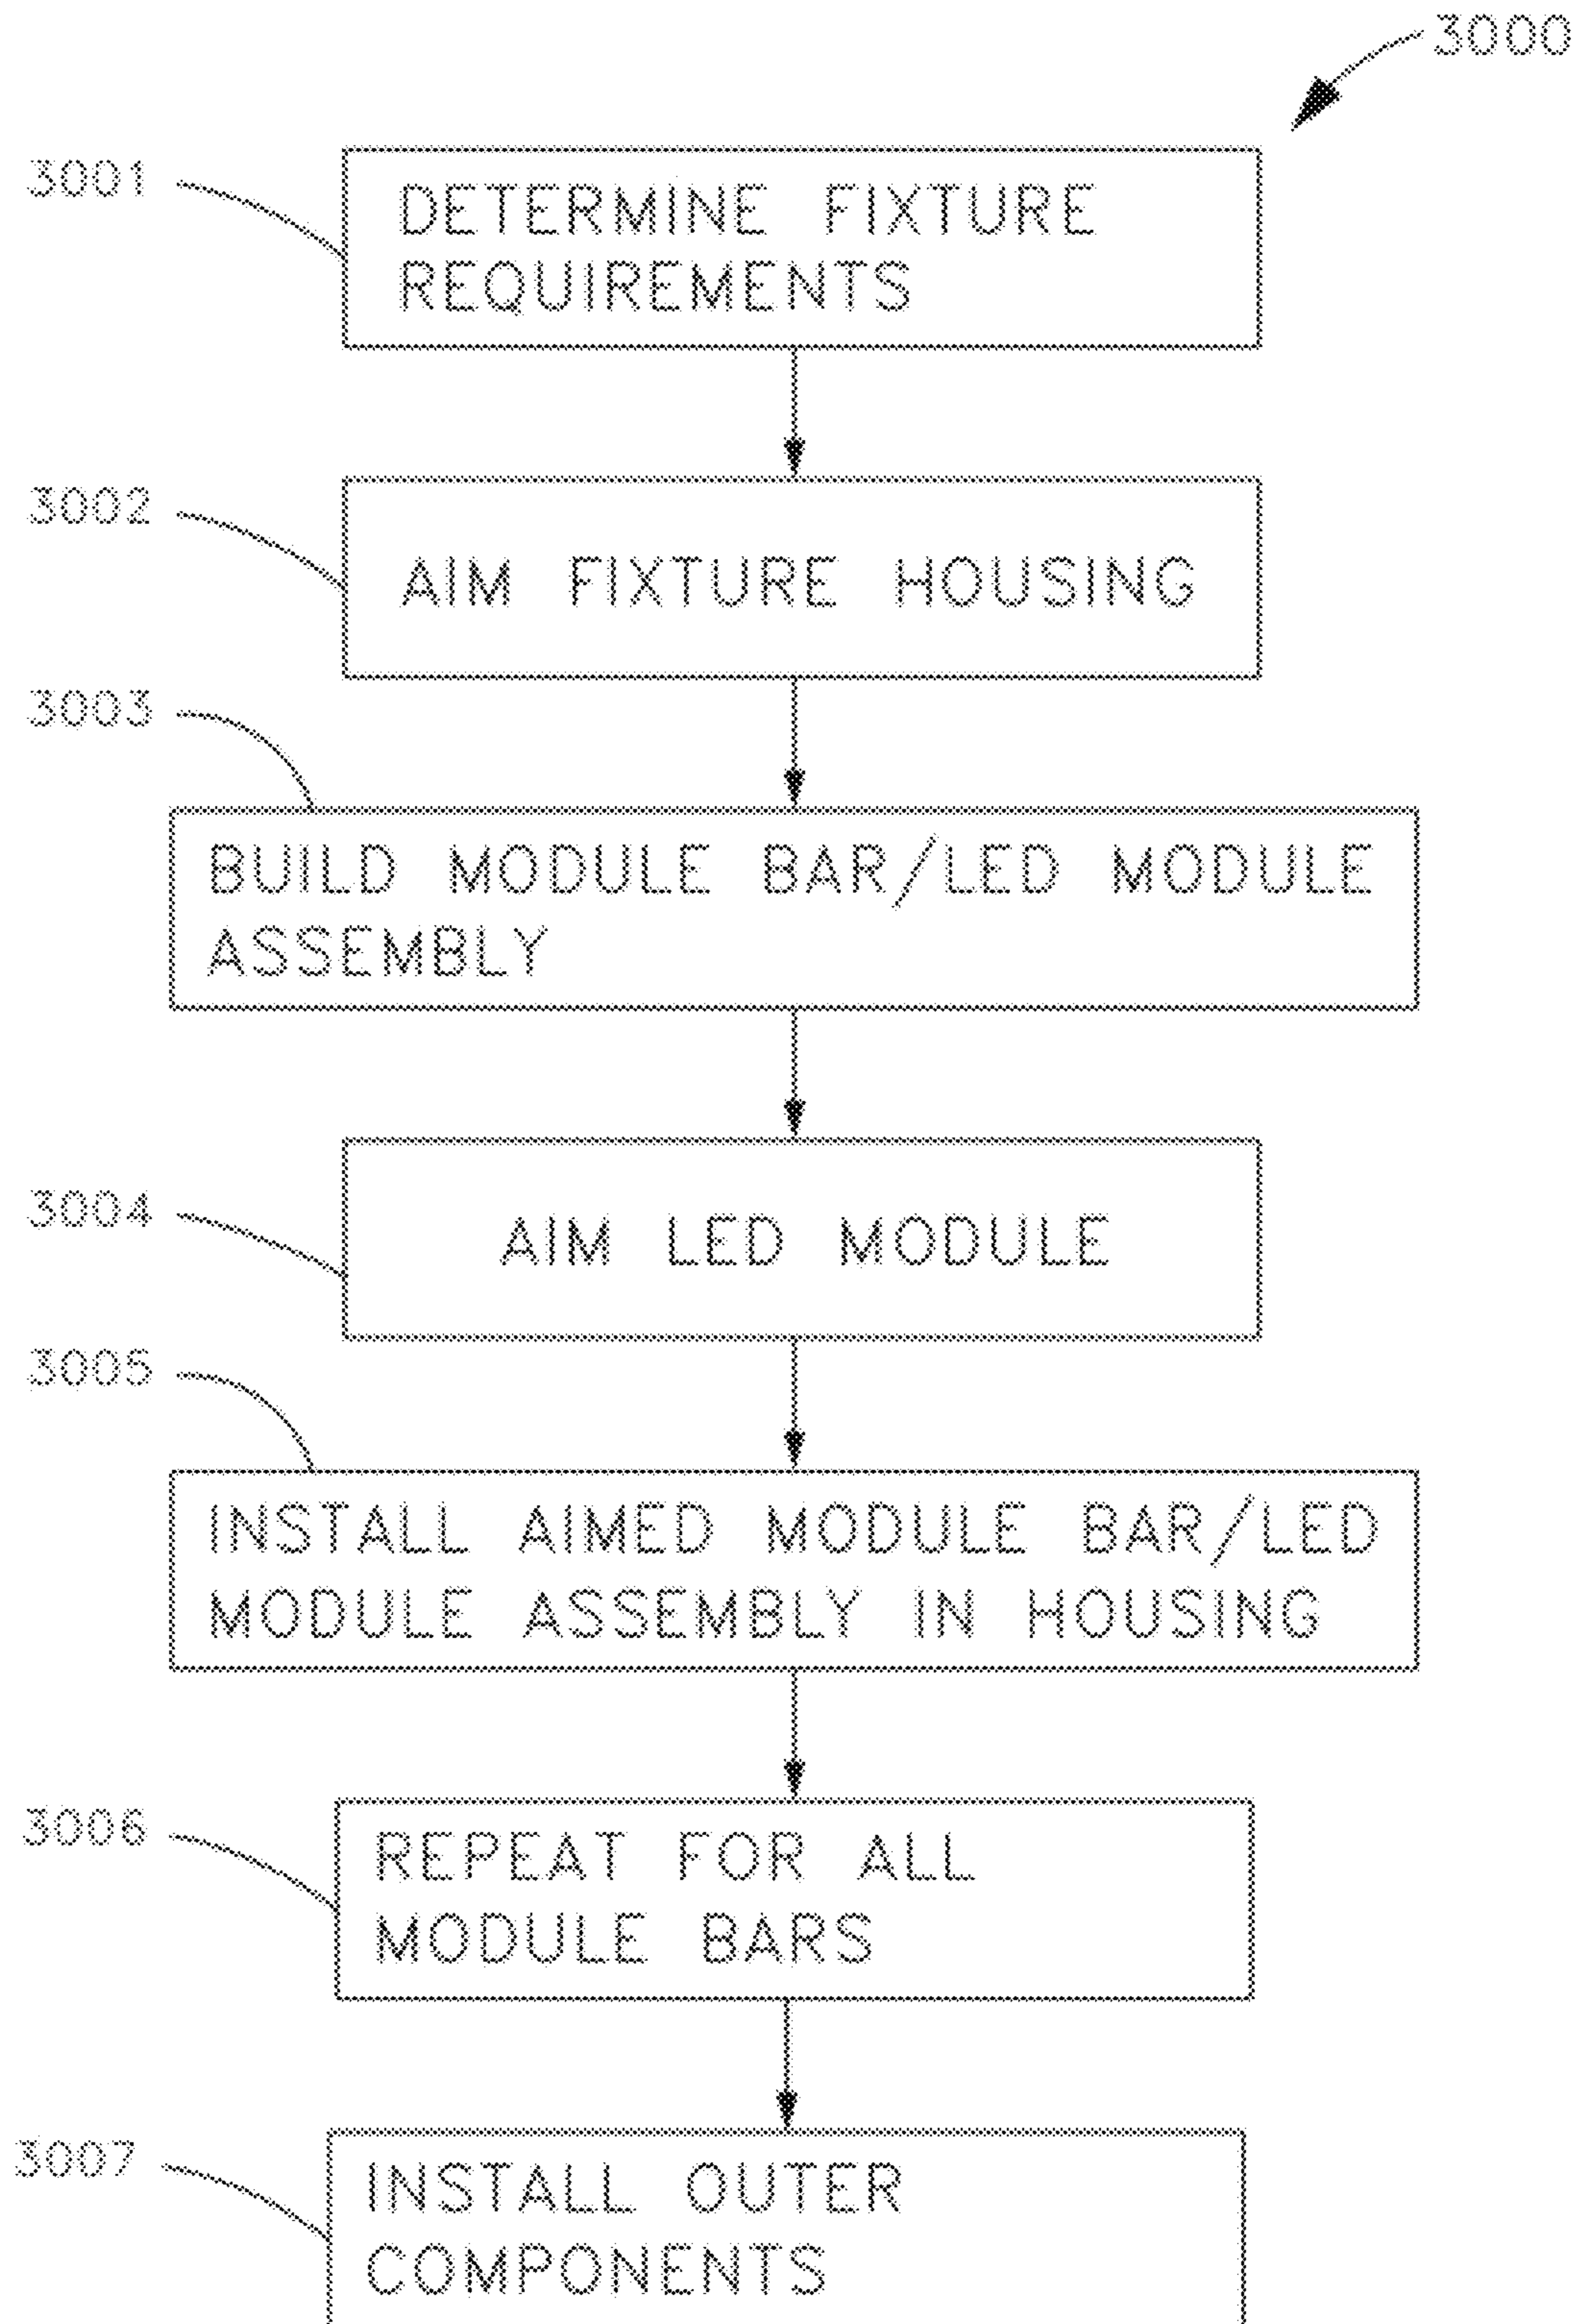 3000
3001
DETERMINE FIXTURE
REQUIREMENTS
3002
AIM FIXTURE HOUSING
3003
BUILD MODULE BAR/LED MODULE
ASSEMBLY
3004
AIM LED MODULE
3005
INSTALL AIMED MODULE BAR/LED
MODULE ASSEMBLY IN HOUSING
3006
REPEAT FOR ALL
MODULE BARS
3007
INSTALL OUTER
COMPONENTS